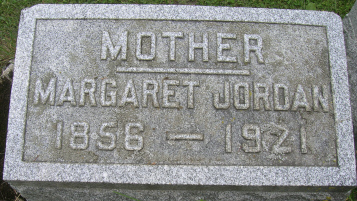 MOTHER
MARGARET JORDAN
1856 — 1921